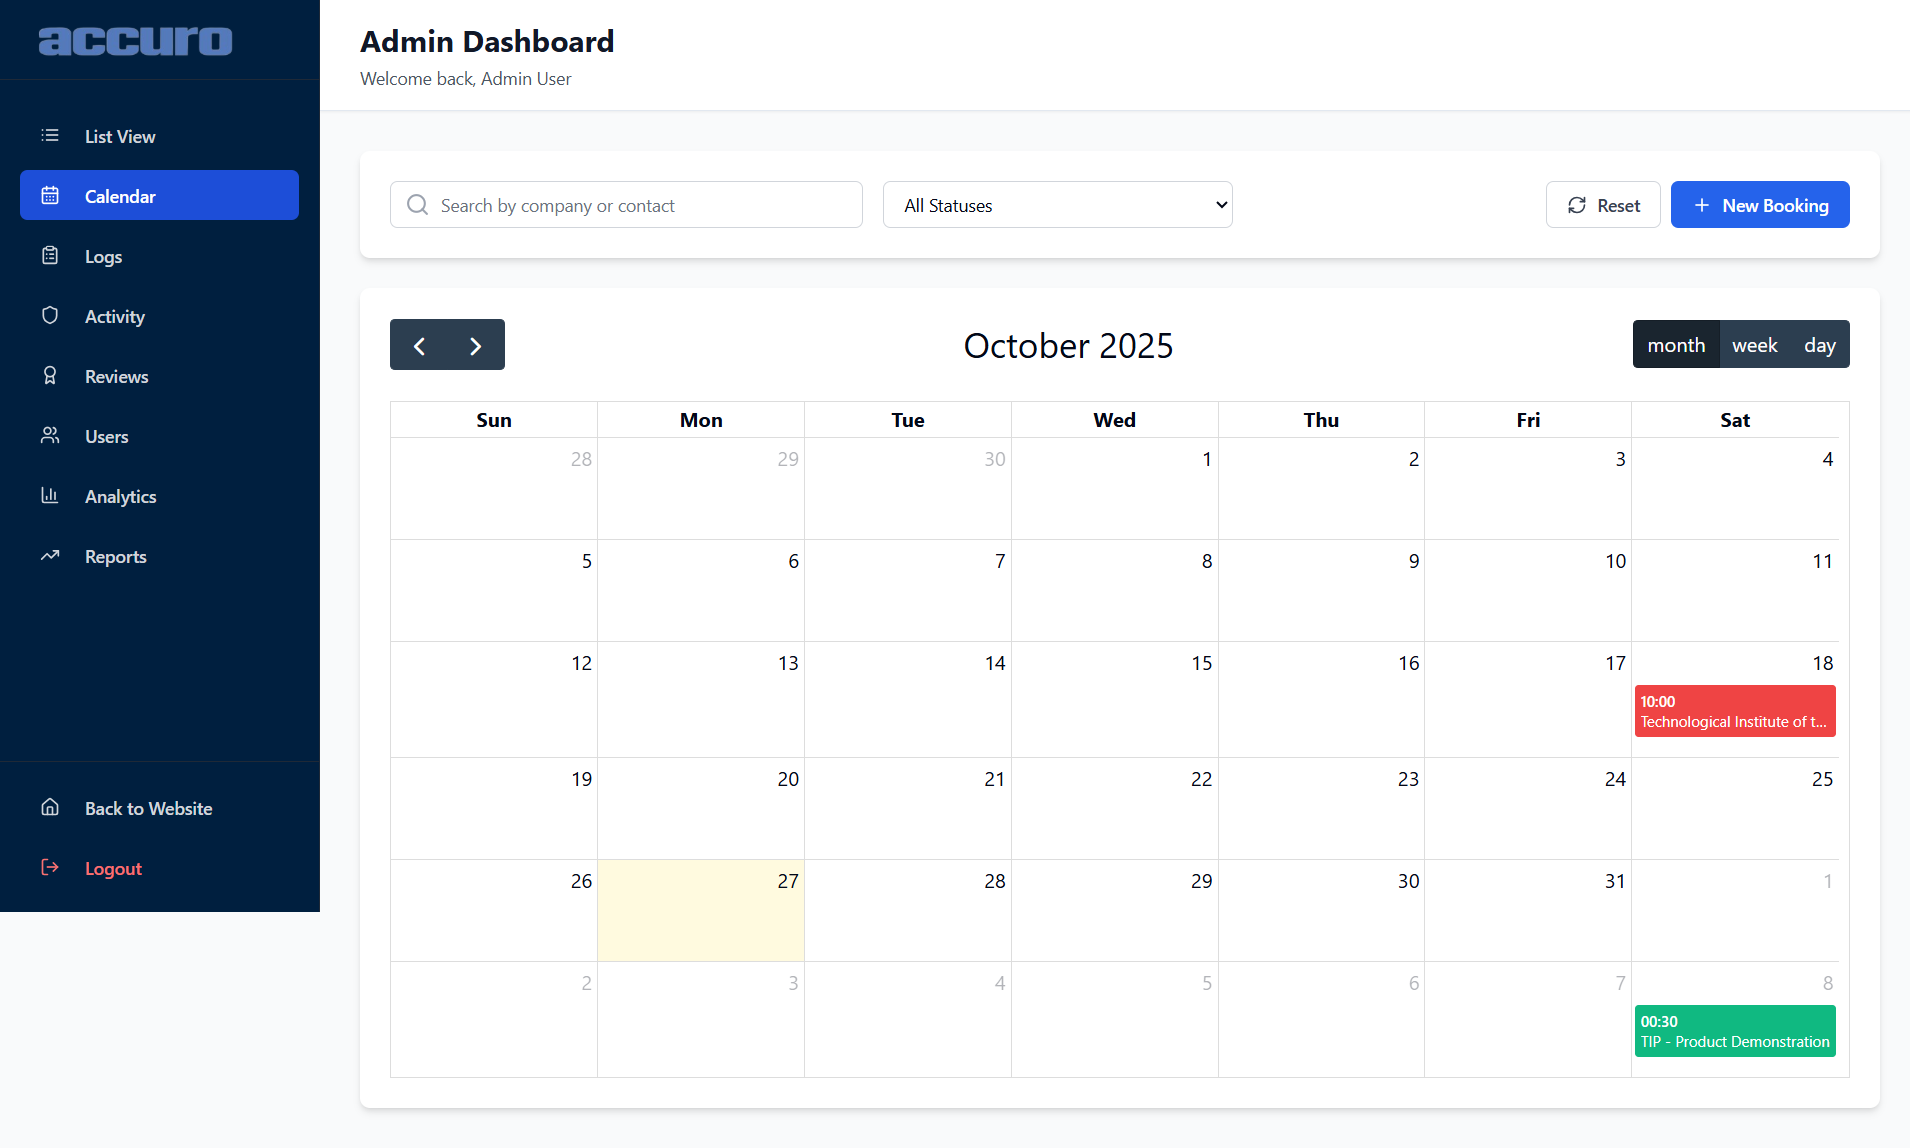 accuro
Admin Dashboard
Welcome back, Admin User
List View
Calendar
Logs
Activity
Reviews
Users
Analytics
Reports
Back to Website
Logout
Search by company or contact
All Statuses
Reset
New Booking
October 2025
month week day
Sun Mon Tue Wed Thu Fri Sat
28 29 30 1 2 3 4
5 6 7 8 9 10 11
12 13 14 15 16 17 18
10:00
Technological Institute of t...
19 20 21 22 23 24 25
26 27 28 29 30 31 1
2 3 4 5 6 7 8
00:30
TIP - Product Demonstration